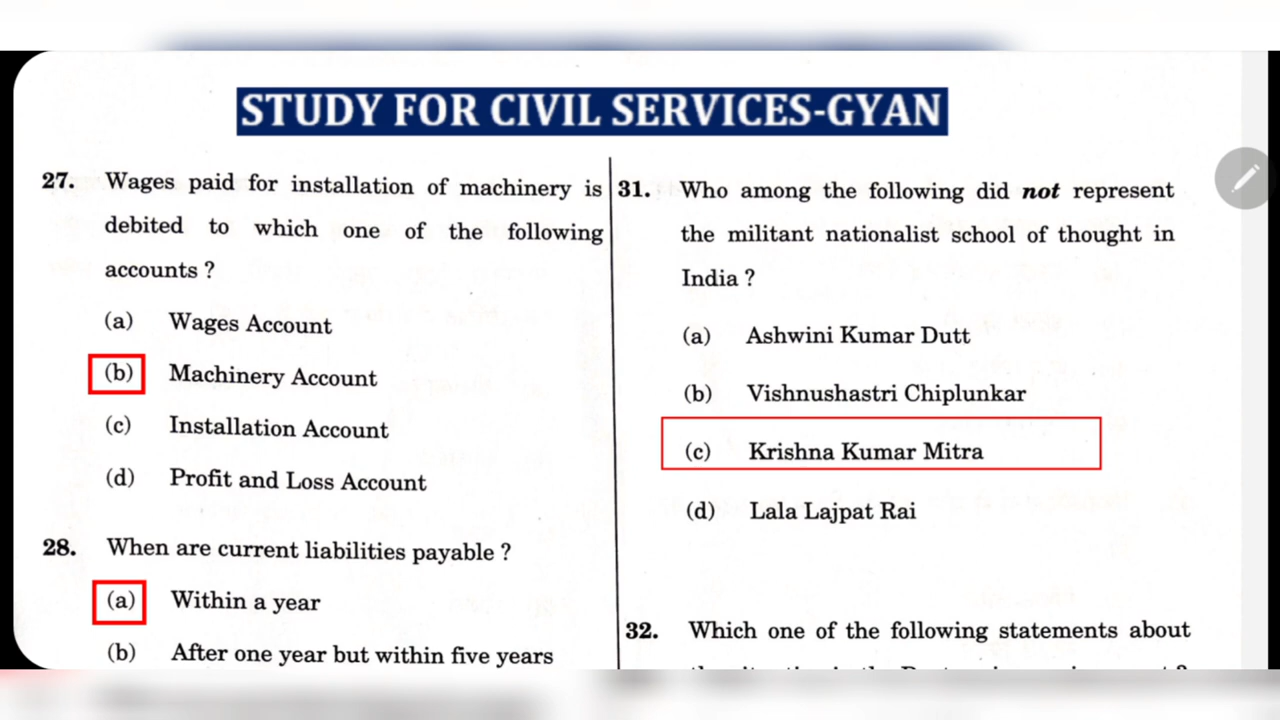 STUDY FOR CIVIL SERVICES-GYAN
27. Wages paid for installation of machinery is
debited to which one of the following
accounts ?
(a) Wages Account
(b) Machinery Account
(c) Installation Account
(d) Profit and Loss Account
28. When are current liabilities payable ?
(a) Within a year
(b) After one year but within five years
31. Who among the following did not represent
the militant nationalist school of thought in
India ?
(a) Ashwini Kumar Dutt
(b) Vishnushastri Chiplunkar
(c) Krishna Kumar Mitra
(d) Lala Lajpat Rai
32. Which one of the following statements about